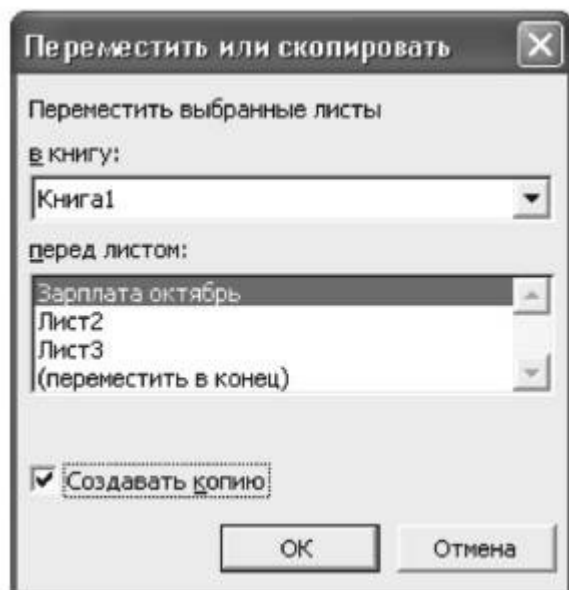 Переместить или скопировать
Переместить выбранные листы
в книгу:
Книга1
перед листом:
Зарплата октябрь
Лист2
Лист3
(переместить в конец)
Создавать копию
ОК
Отмена